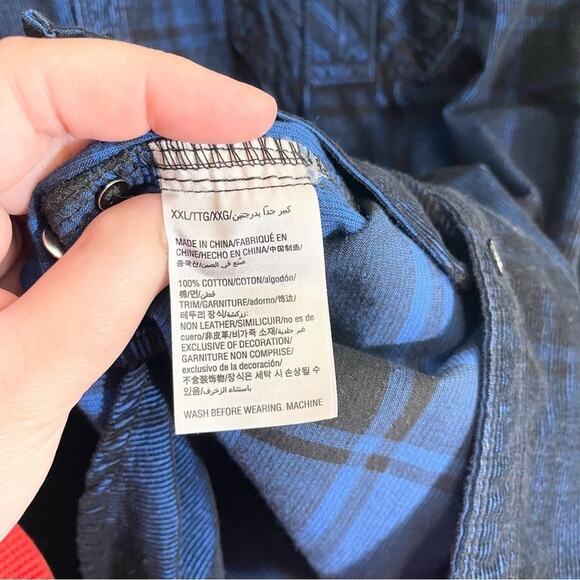 XXL/TTG/XXG/كبير جداً بدرجتين
MADE IN CHINA/FABRIQUÉ EN
CHINE/HECHO EN CHINA/中国制造/
중국산/صنع في الصين
100% COTTON/COTON/algodón/
棉/면/قطن
TRIM/GARNITURE/adorno/饰边/
테두리 장식/زركشة
NON LEATHER/SIMILICUIR/no es de
cuero/非皮革/비가죽 소재/غير جلدية
EXCLUSIVE OF DECORATION/
GARNITURE NON COMPRISE/
exclusivo de la decoración/
不含装饰物/장식은 세탁 시 손상될 수
있음/باستثناء الزخرف
WASH BEFORE WEARING. MACHINE